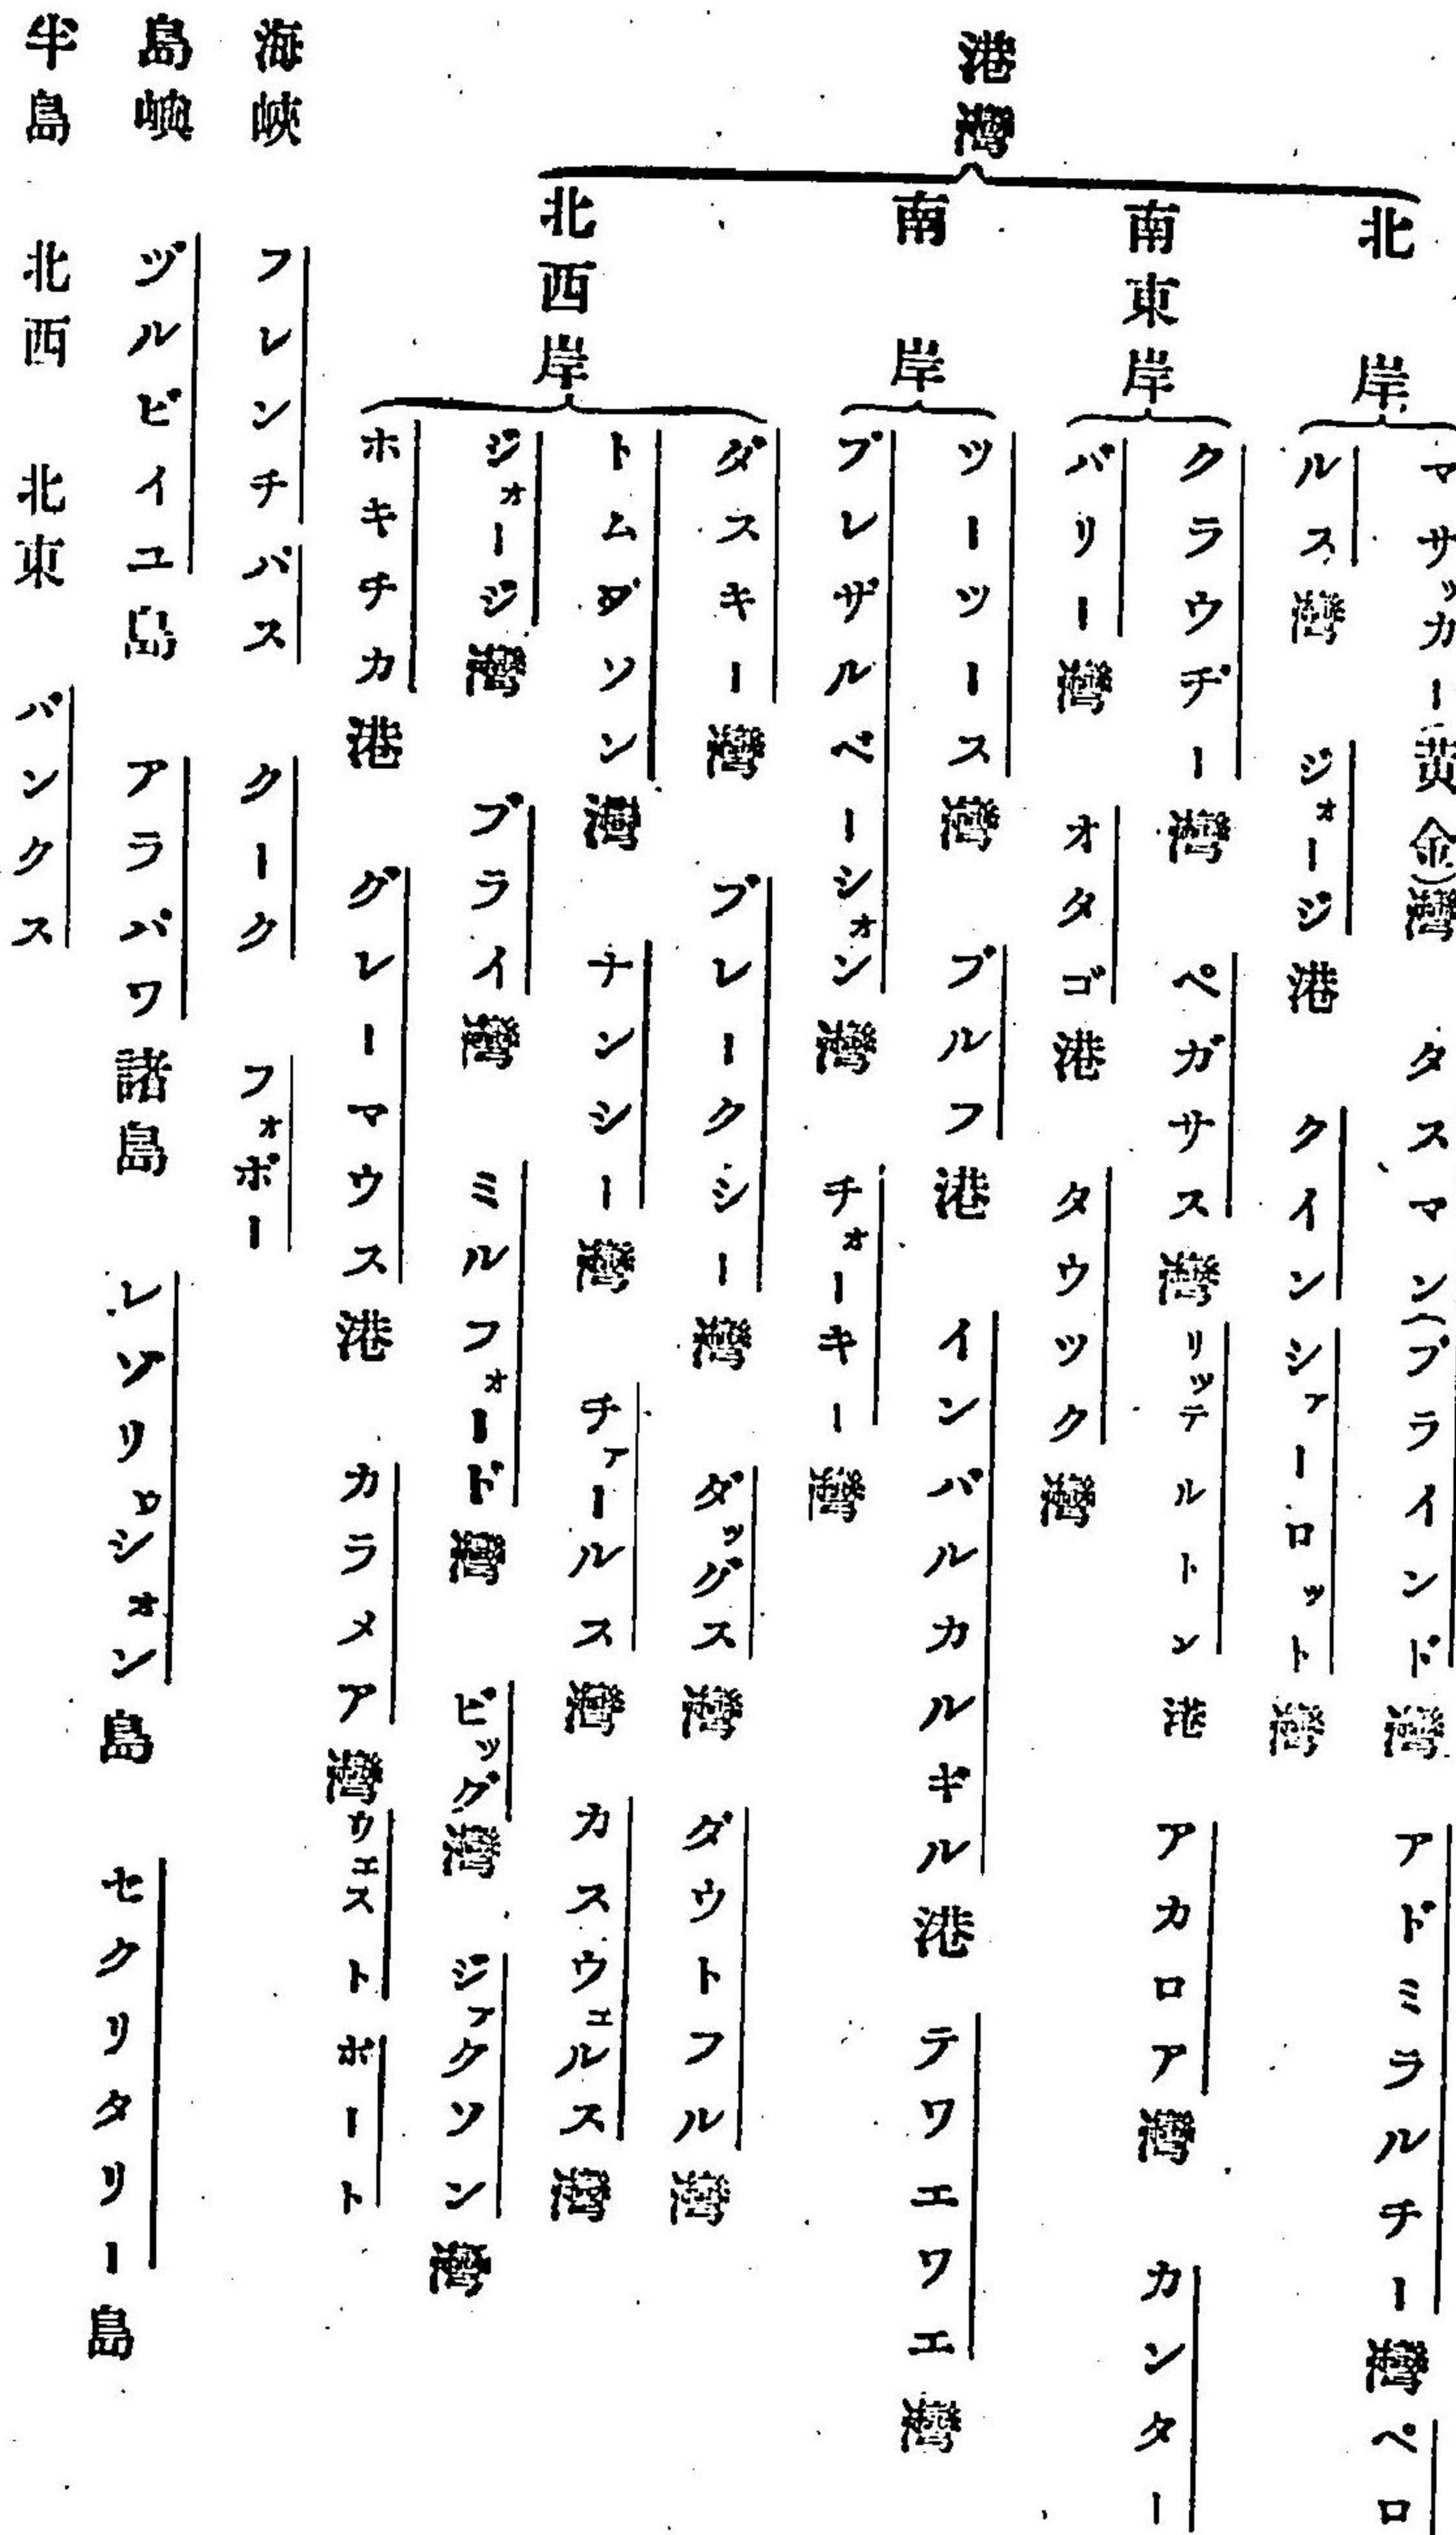 港灣
北岸
マサッカー(黄金)灣 タスマン(ブラインド灣 アドミラルチー灣 ペロ
ルス灣 ジォージ港 クインシァーロット灣
南東岸
クラウヂー灣 ペガサス灣 リッテルトン港 アカロア灣 カンター
バリー灣 オタゴ港 タウツク灣
南岸
ツーツース灣 ブルフ港 インバルカルギル港 テワエワエ灣
プレザルベーシォン灣 チォーキー灣
北西岸
ダスキー灣 ブレークシー灣 ダッグス灣 ダウトフル灣
トムソン灣 ナンシー灣 チァールス灣 カスウェルス灣
ジォージ灣 ブライ灣 ミルフォード灣 ビッグ灣 ジァクソン灣
ホキチカ港 グレーマウス港 カラメア灣 ウェストポート
海峽 フレンチパス クーク フォボー
島嶼 ヅルビイユ島 アラパワ諸島 レゾリシォン島 セクリタリー島
半島 北西 北東 バンクス